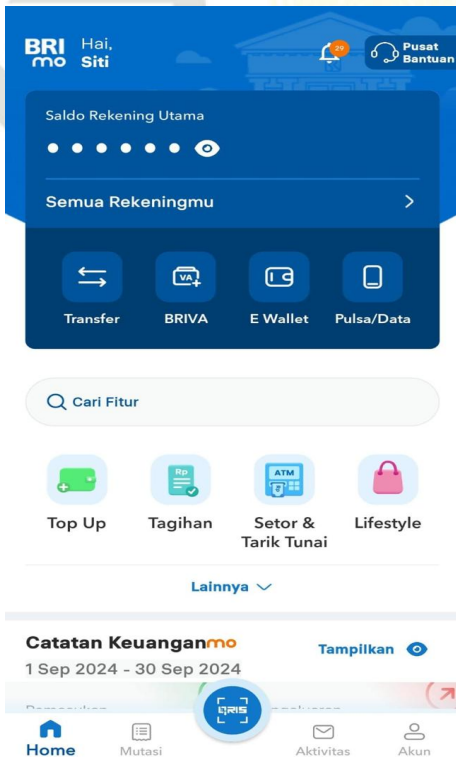 BRI
mo
Hai,
Siti
29
Pusat
Bantuan
Saldo Rekening Utama
Semua Rekeningmu
VA
Transfer
BRIVA
E Wallet
Pulsa/Data
Cari Fitur
Rp
ATM
Top Up
Tagihan
Setor &
Tarik Tunai
Lifestyle
Lainnya
Catatan Keuanganmo
Tampilkan
1 Sep 2024 - 30 Sep 2024
QRIS
Home
Mutasi
Aktivitas
Akun